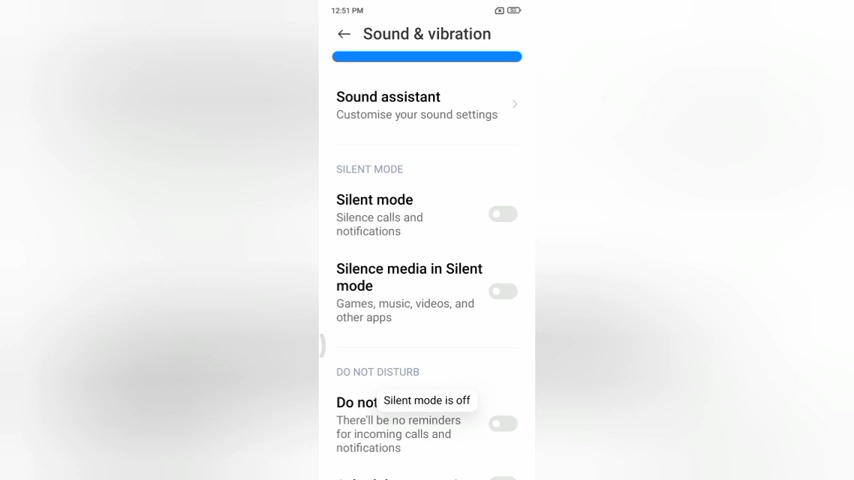 12:51 PM
Sound & vibration
Sound assistant
Customise your sound settings
SILENT MODE
Silent mode
Silence calls and
notifications
Silence media in Silent
mode
Games, music, videos, and
other apps
DO NOT DISTURB
Do not
Silent mode is off
There'll be no reminders
for incoming calls and
notifications